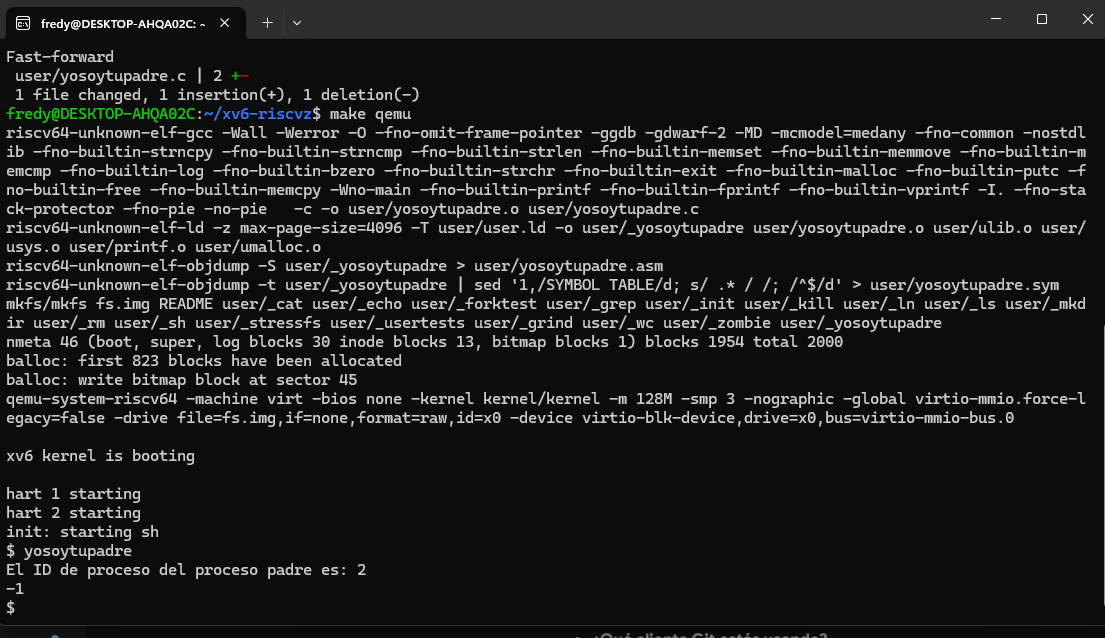 fredy@DESKTOP-AHQA02C: ~
Fast-forward
 user/yosoytupadre.c | 2 +-
 1 file changed, 1 insertion(+), 1 deletion(-)
fredy@DESKTOP-AHQA02C:~/xv6-riscvz$ make qemu
riscv64-unknown-elf-gcc -Wall -Werror -O -fno-omit-frame-pointer -ggdb -gdwarf-2 -MD -mcmodel=medany -fno-common -nostdl
ib -fno-builtin-strncpy -fno-builtin-strncmp -fno-builtin-strlen -fno-builtin-memset -fno-builtin-memmove -fno-builtin-m
emcmp -fno-builtin-log -fno-builtin-bzero -fno-builtin-strchr -fno-builtin-exit -fno-builtin-malloc -fno-builtin-putc -f
no-builtin-free -fno-builtin-memcpy -Wno-main -fno-builtin-printf -fno-builtin-fprintf -fno-builtin-vprintf -I. -fno-sta
ck-protector -fno-pie -no-pie   -c -o user/yosoytupadre.o user/yosoytupadre.c
riscv64-unknown-elf-ld -z max-page-size=4096 -T user/user.ld -o user/_yosoytupadre user/yosoytupadre.o user/ulib.o user/
usys.o user/printf.o user/umalloc.o
riscv64-unknown-elf-objdump -S user/_yosoytupadre > user/yosoytupadre.asm
riscv64-unknown-elf-objdump -t user/_yosoytupadre | sed '1,/SYMBOL TABLE/d; s/ .* / /; /^$/d' > user/yosoytupadre.sym
mkfs/mkfs fs.img README user/_cat user/_echo user/_forktest user/_grep user/_init user/_kill user/_ln user/_ls user/_mkd
ir user/_rm user/_sh user/_stressfs user/_usertests user/_grind user/_wc user/_zombie user/_yosoytupadre
nmeta 46 (boot, super, log blocks 30 inode blocks 13, bitmap blocks 1) blocks 1954 total 2000
balloc: first 823 blocks have been allocated
balloc: write bitmap block at sector 45
qemu-system-riscv64 -machine virt -bios none -kernel kernel/kernel -m 128M -smp 3 -nographic -global virtio-mmio.force-l
egacy=false -drive file=fs.img,if=none,format=raw,id=x0 -device virtio-blk-device,drive=x0,bus=virtio-mmio-bus.0
xv6 kernel is booting
hart 1 starting
hart 2 starting
init: starting sh
$ yosoytupadre
El ID de proceso del proceso padre es: 2
-1
$
¿Qué cliente Git estás usando?